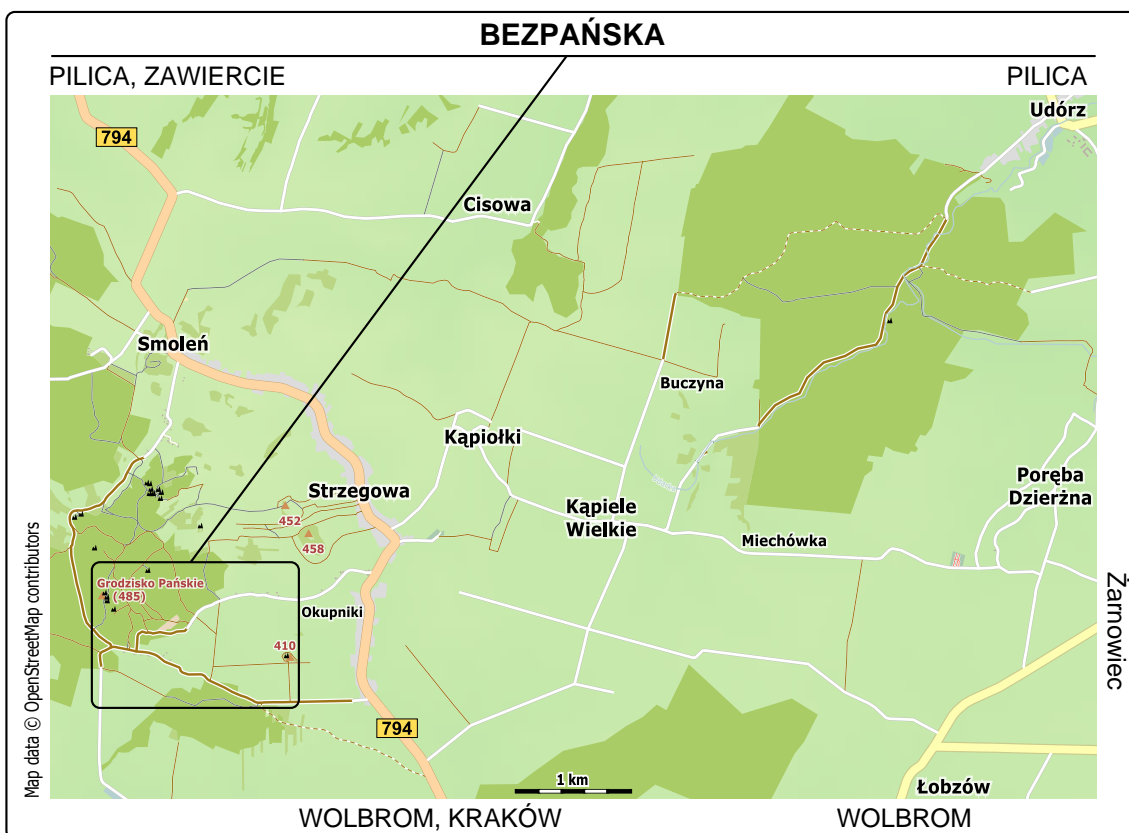 BEZPAŃSKA
PILICA, ZAWIERCIE
PILICA
Udórz
794
Cisowa
Smoleń
Buczyna
Kąpiołki
Strzegowa
452
458
Kąpiele
Wielkie
Poręba
Dzierżna
Miechówka
Grodzisko Pańskie
(485)
Okupniki
410
Żarnowiec
794
1 km
Łobzów
Map data © OpenStreetMap contributors
WOLBROM, KRAKÓW
WOLBROM